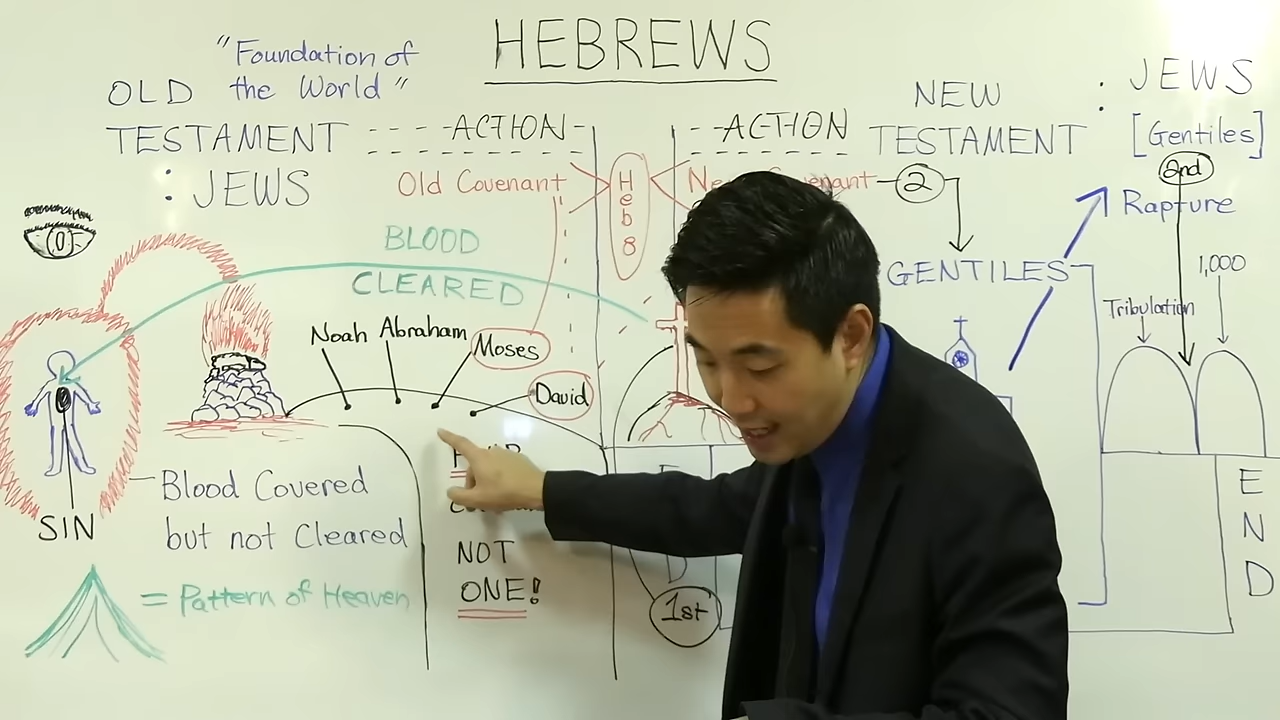 HEBREWS
"Foundation of
the World"
OLD
TESTAMENT
: JEWS
ACTION
ACTION
NEW
TESTAMENT
: JEWS
[Gentiles]
2nd
Rapture
Old Covenant
Heb 8
2
GENTILES
1,000
Tribulation
BLOOD
CLEARED
Noah
Abraham
Moses
David
SIN
Blood Covered
but not Cleared
= Pattern of Heaven
NOT
ONE!
1st
END